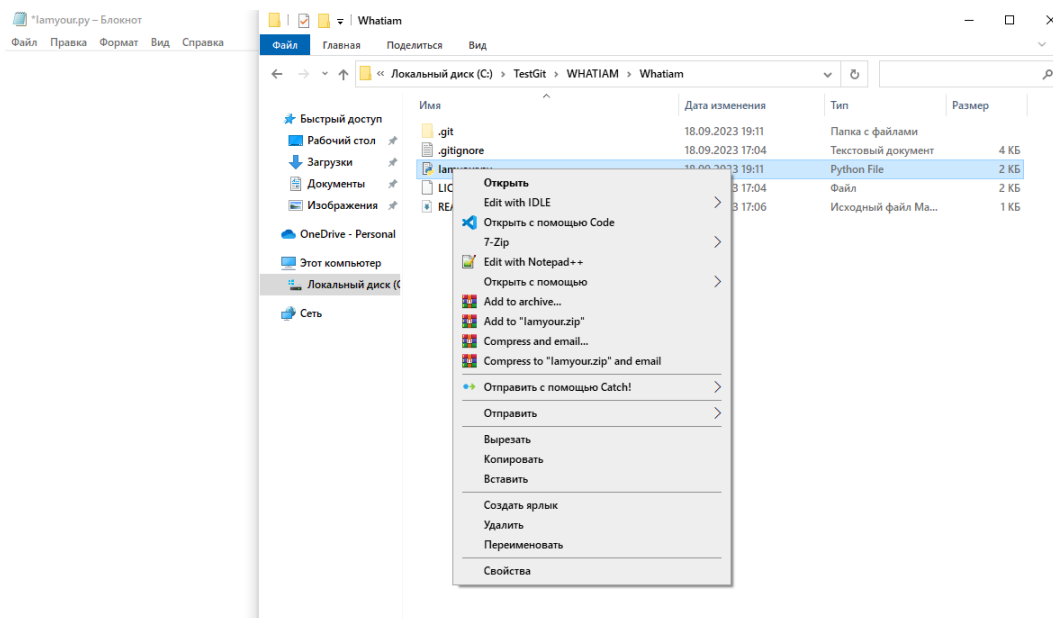 *Iamyour.py – Блокнот
Файл Правка Формат Вид Справка
Whatiam
Файл Главная Поделиться Вид
« Локальный диск (C:) › TestGit › WHATIAM › Whatiam
Быстрый доступ
Рабочий стол
Загрузки
Документы
Изображения
OneDrive - Personal
Этот компьютер
Локальный диск (C
Сеть
Имя Дата изменения Тип Размер
.git 18.09.2023 19:11 Папка с файлами
.gitignore 18.09.2023 17:04 Текстовый документ 4 КБ
19:11 Python File 2 КБ
LIC 3 17:04 Файл 2 КБ
REA 3 17:06 Исходный файл Ma... 1 КБ
Открыть
Edit with IDLE
Открыть с помощью Code
7-Zip
Edit with Notepad++
Открыть с помощью
Add to archive...
Add to "Iamyour.zip"
Compress and email...
Compress to "Iamyour.zip" and email
Отправить с помощью Catch!
Отправить
Вырезать
Копировать
Вставить
Создать ярлык
Удалить
Переименовать
Свойства